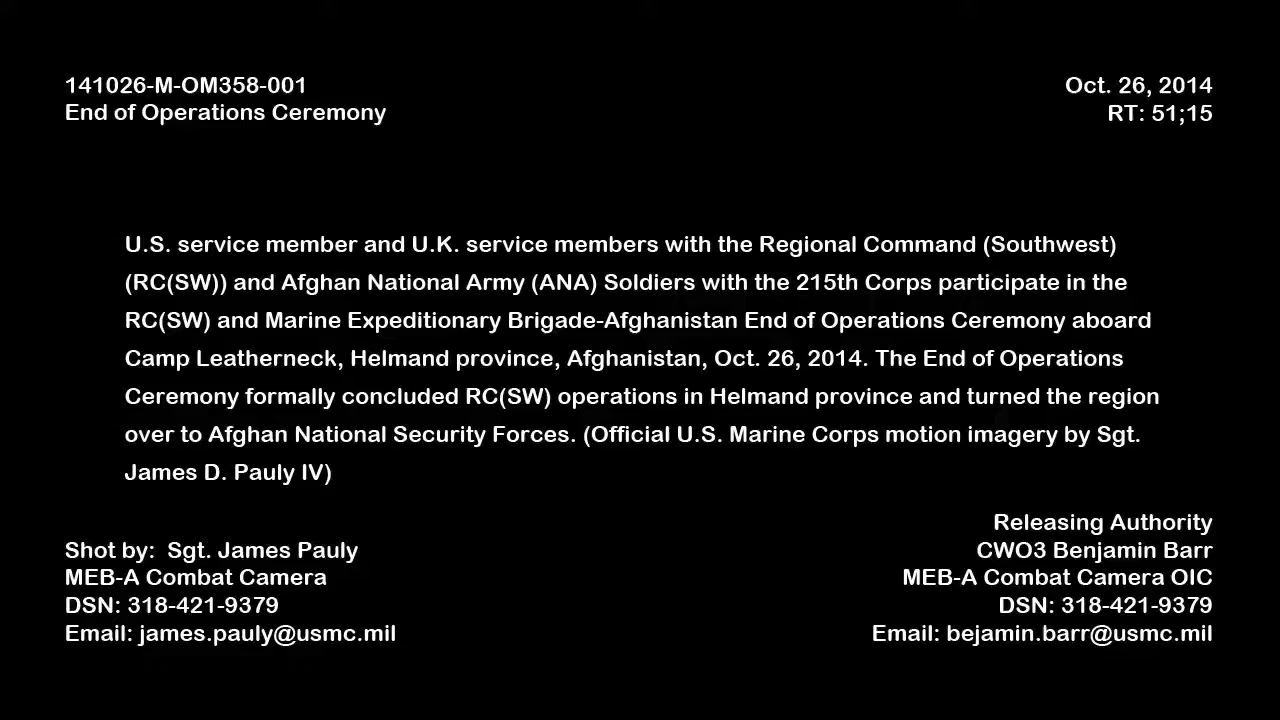 141026-M-OM358-001
End of Operations Ceremony
Oct. 26, 2014
RT: 51;15
U.S. service member and U.K. service members with the Regional Command (Southwest)
(RC(SW)) and Afghan National Army (ANA) Soldiers with the 215th Corps participate in the
RC(SW) and Marine Expeditionary Brigade-Afghanistan End of Operations Ceremony aboard
Camp Leatherneck, Helmand province, Afghanistan, Oct. 26, 2014. The End of Operations
Ceremony formally concluded RC(SW) operations in Helmand province and turned the region
over to Afghan National Security Forces. (Official U.S. Marine Corps motion imagery by Sgt.
James D. Pauly IV)
Shot by:  Sgt. James Pauly
MEB-A Combat Camera
DSN: 318-421-9379
Email: james.pauly@usmc.mil
Releasing Authority
CWO3 Benjamin Barr
MEB-A Combat Camera OIC
DSN: 318-421-9379
Email: bejamin.barr@usmc.mil